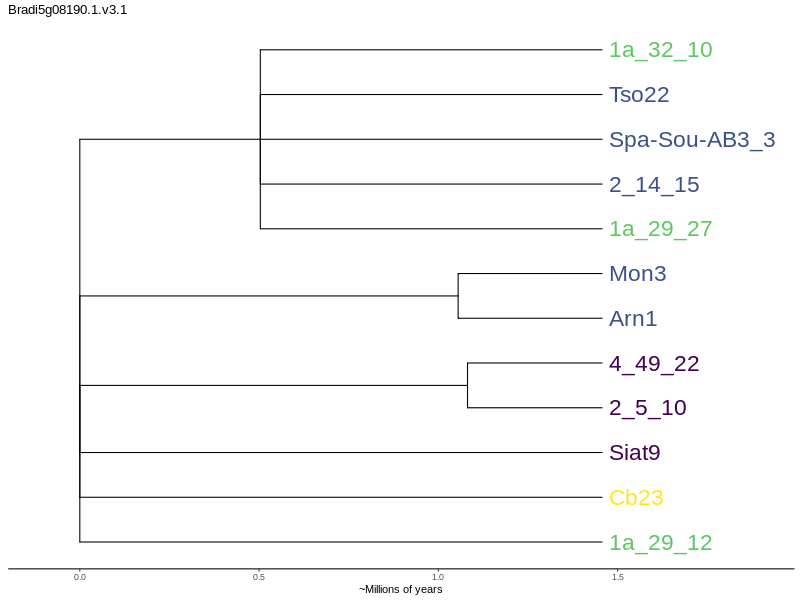 Bradi5g08190.1.v3.1
1a_32_10
Tso22
Spa-Sou-AB3_3
2_14_15
1a_29_27
Mon3
Arn1
4_49_22
2_5_10
Siat9
Cb23
1a_29_12
0.0 0.5 1.0 1.5
~Millions of years